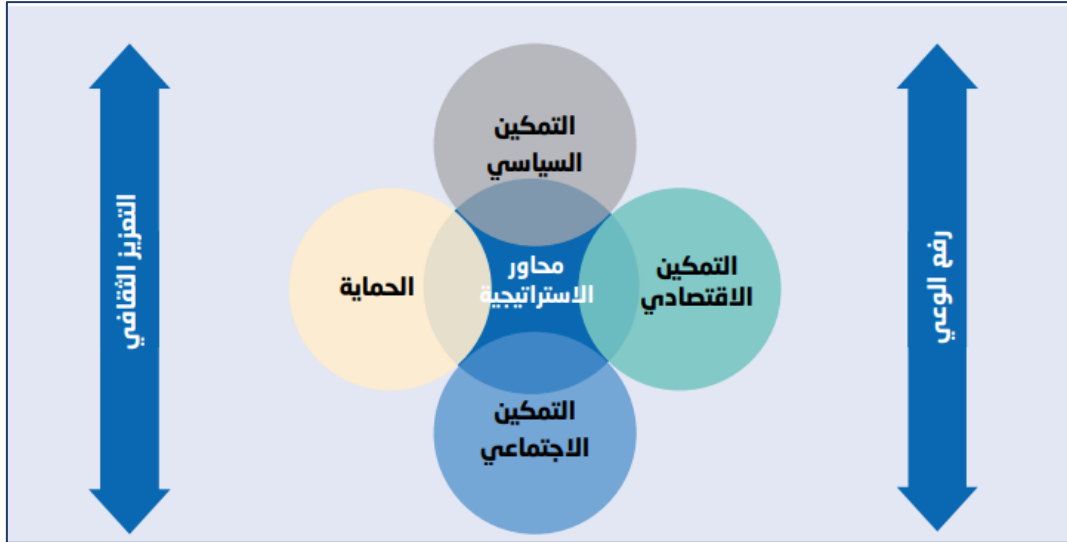 التمكين
السياسي
رفع الوعي
التمكين
الاقتصادي
محاور
الاستراتيجية
الحماية
التعزيز الثقافي
التمكين
الاجتماعي